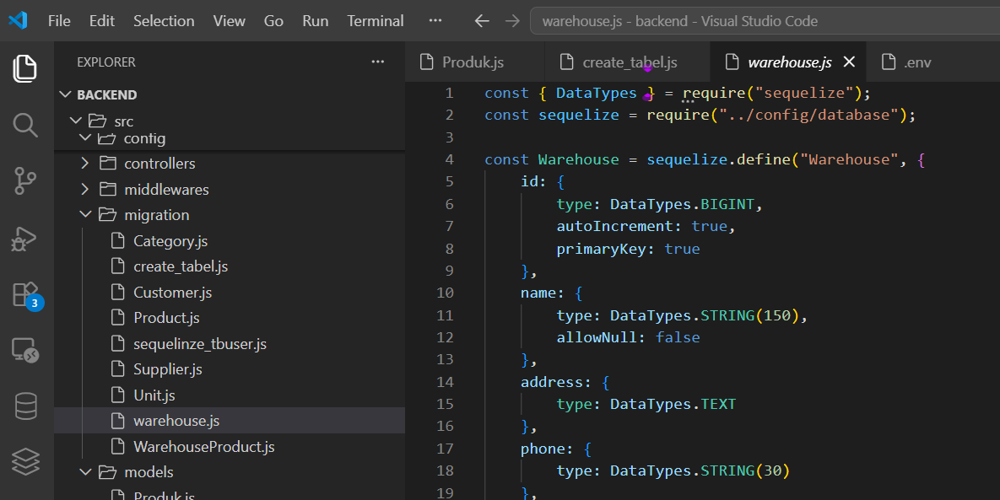 File Edit Selection View Go Run Terminal ··· warehouse.js - backend - Visual Studio Code
EXPLORER ···
BACKEND
src
config
controllers
middlewares
migration
Category.js
create_tabel.js
Customer.js
Product.js
sequelinze_tbuser.js
Supplier.js
Unit.js
warehouse.js
WarehouseProduct.js
models
Produk.js
3
Produk.js create_tabel.js warehouse.js .env
1 const { DataTypes } = require("sequelize");
2 const sequelize = require("../config/database");
3
4 const Warehouse = sequelize.define("Warehouse", {
5 id: {
6 type: DataTypes.BIGINT,
7 autoIncrement: true,
8 primaryKey: true
9 },
10 name: {
11 type: DataTypes.STRING(150),
12 allowNull: false
13 },
14 address: {
15 type: DataTypes.TEXT
16 },
17 phone: {
18 type: DataTypes.STRING(30)
19 },